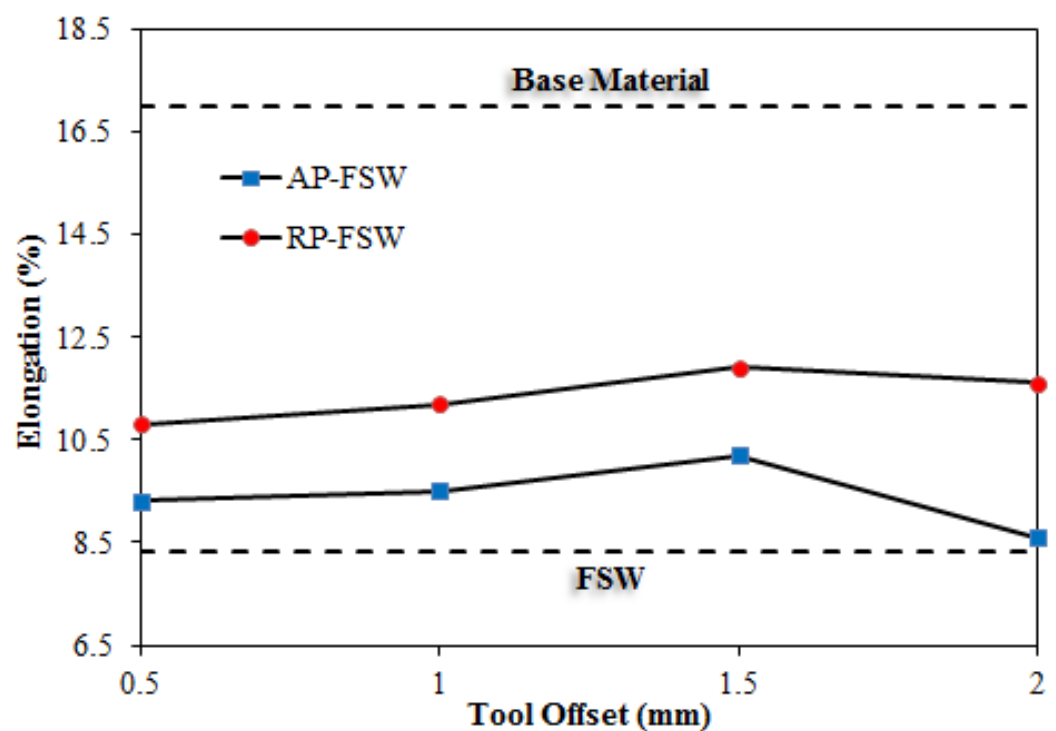 18.5
Base Material
16.5
AP-FSW
14.5
RP-FSW
12.5
10.5
8.5
FSW
6.5
0.5 1 1.5 2
Tool Offset (mm)
Elongation (%)